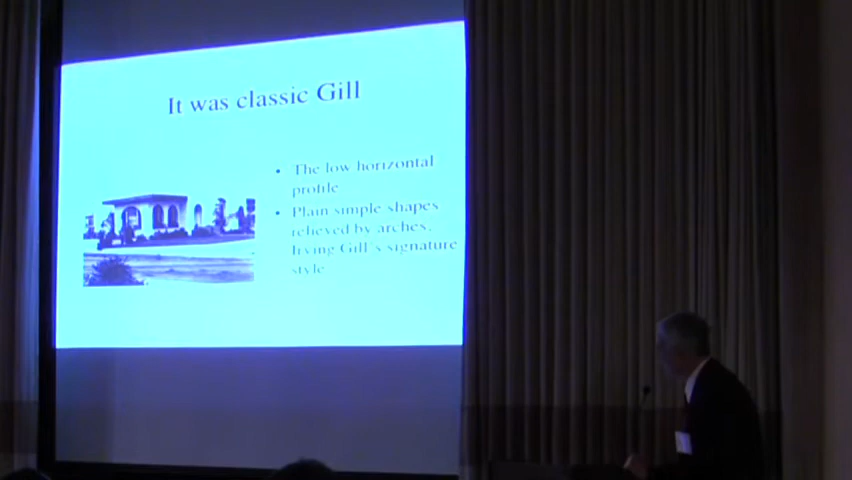 It was classic Gill
• The low horizontal
profile
• Plain simple shapes
relieved by arches,
Irving Gill's signature
style